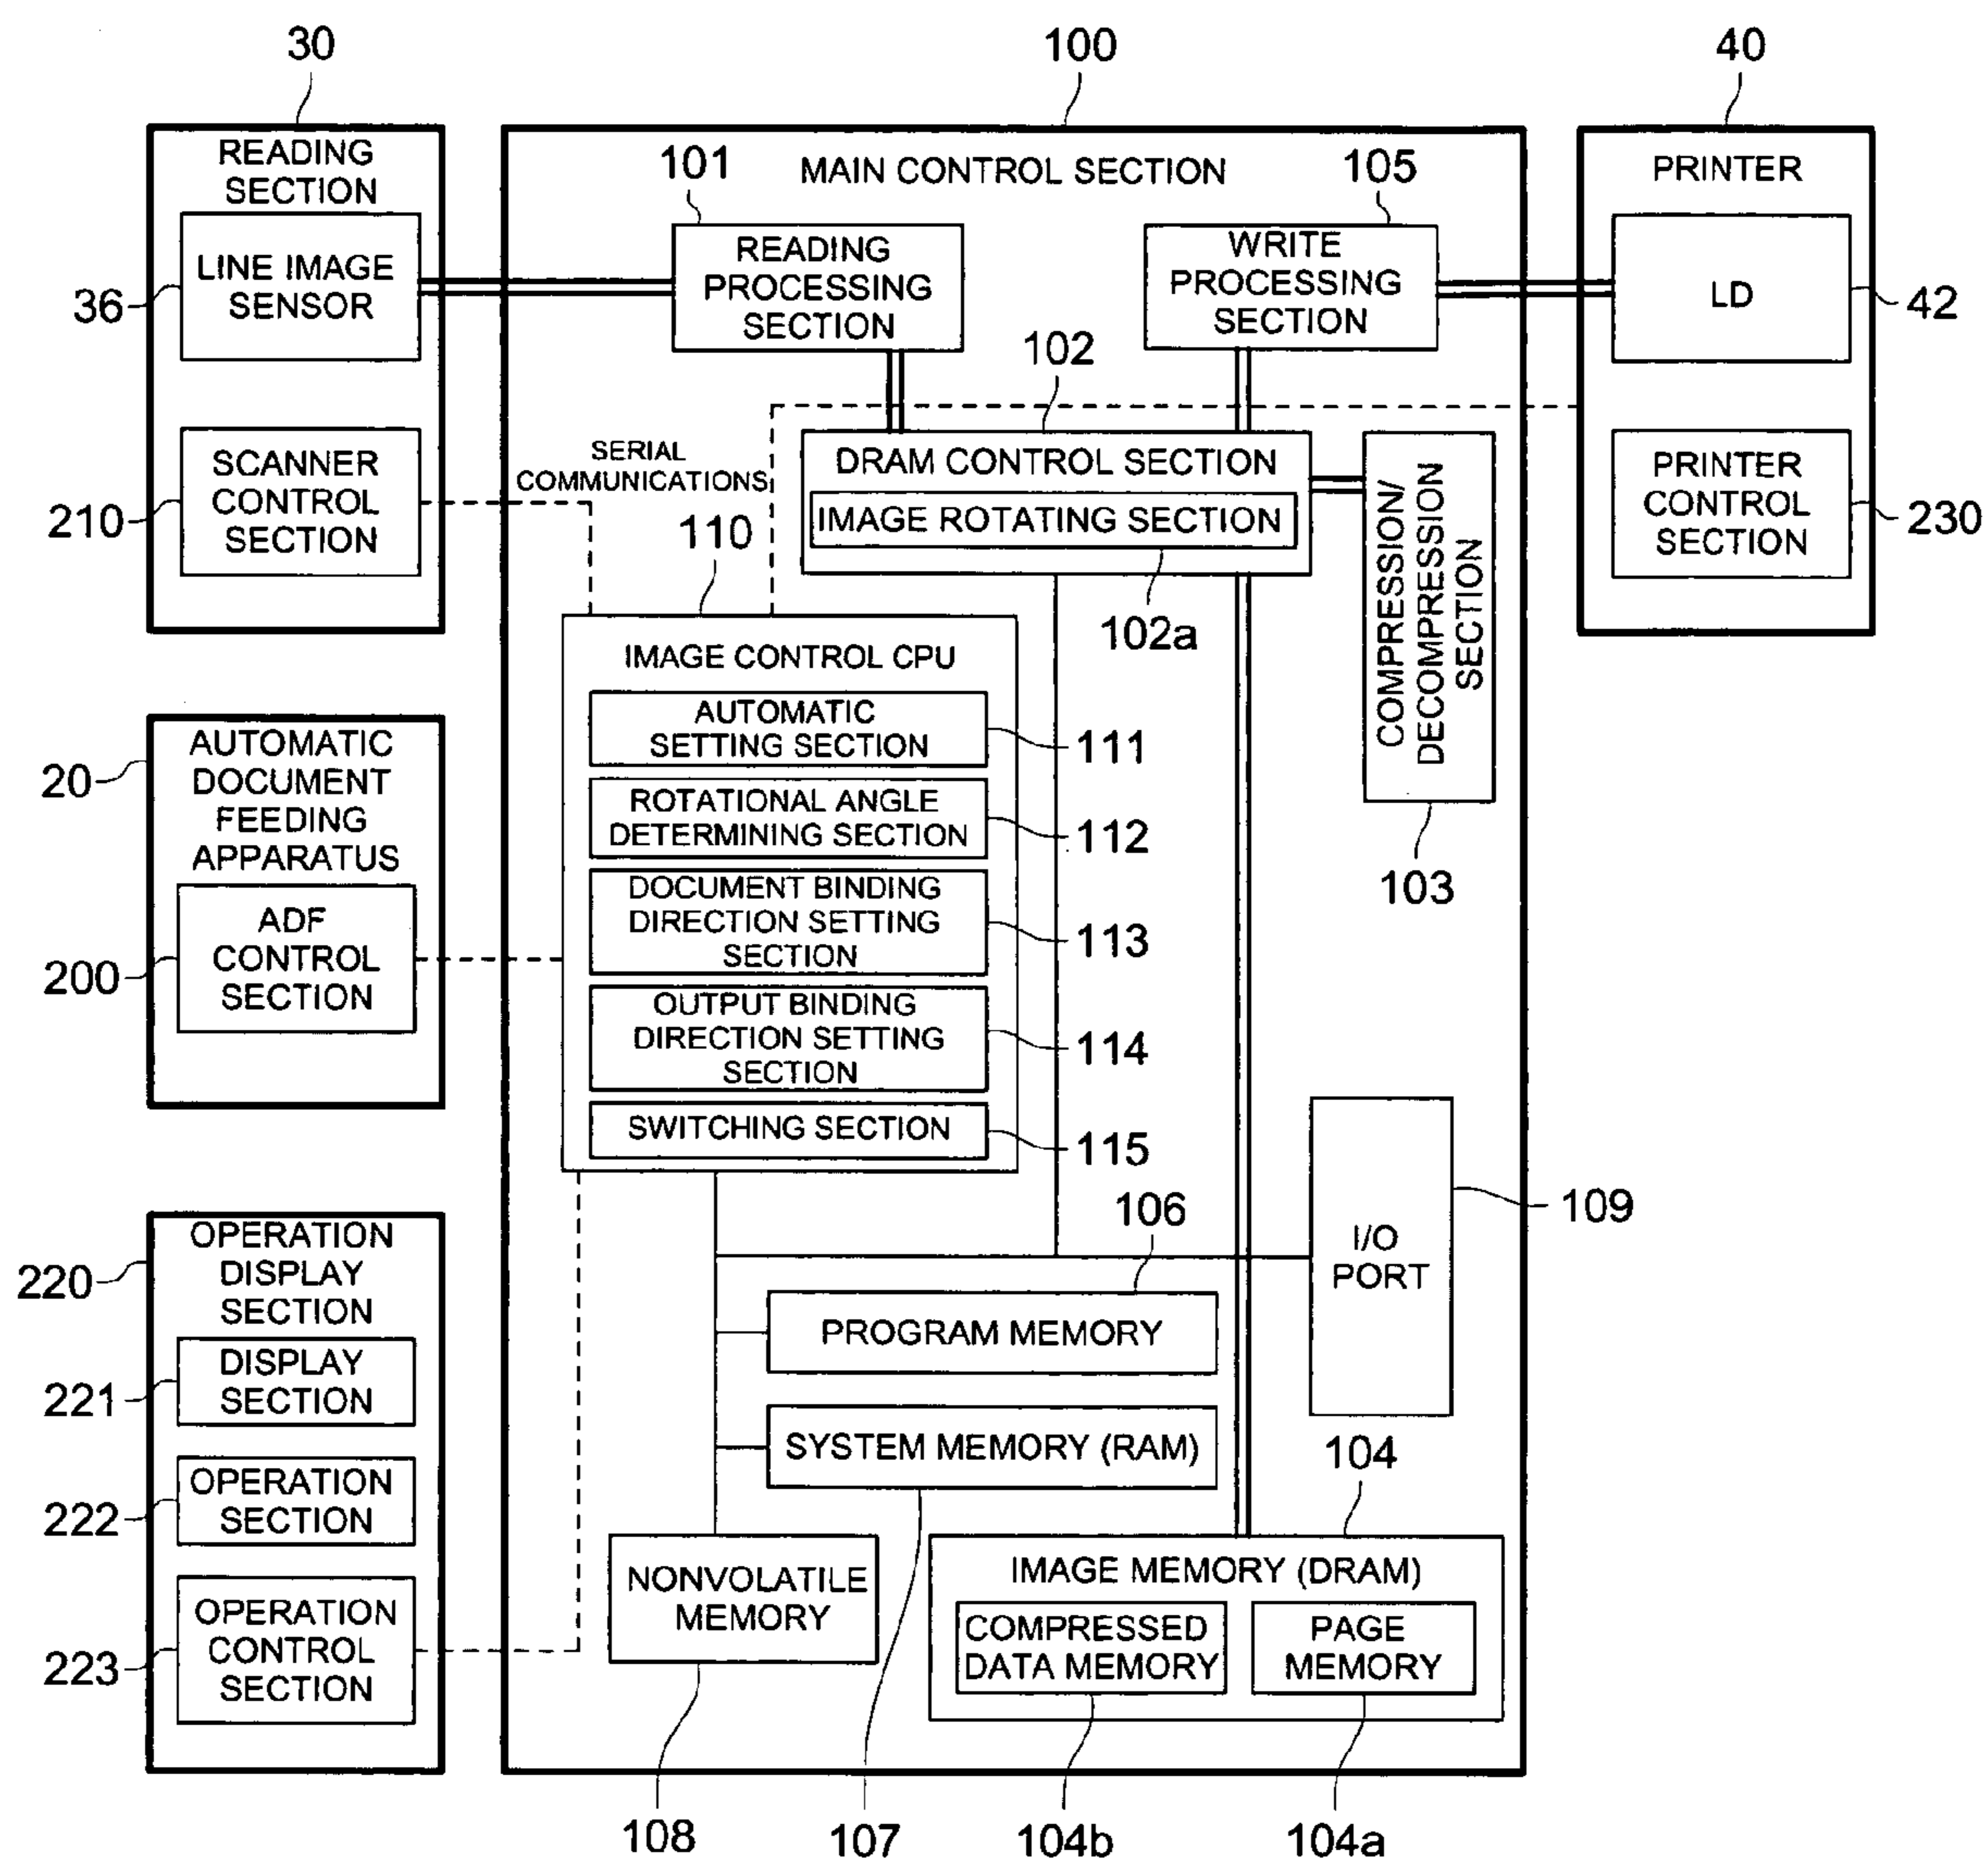 30
100
40
READING
SECTION
LINE IMAGE
SENSOR
36
SCANNER
CONTROL
SECTION
210
MAIN CONTROL SECTION
101
READING
PROCESSING
SECTION
105
WRITE
PROCESSING
SECTION
PRINTER
LD
42
PRINTER
CONTROL
SECTION
230
SERIAL
COMMUNICATIONS
102
DRAM CONTROL SECTION
IMAGE ROTATING SECTION
102a
COMPRESSION/
DECOMPRESSION
SECTION
103
110
IMAGE CONTROL CPU
AUTOMATIC
SETTING SECTION
111
ROTATIONAL ANGLE
DETERMINING SECTION
112
DOCUMENT BINDING
DIRECTION SETTING
SECTION
113
OUTPUT BINDING
DIRECTION SETTING
SECTION
114
SWITCHING SECTION
115
20
AUTOMATIC
DOCUMENT
FEEDING
APPARATUS
ADF
CONTROL
SECTION
200
220
OPERATION
DISPLAY
SECTION
DISPLAY
SECTION
221
OPERATION
SECTION
222
OPERATION
CONTROL
SECTION
223
I/O
PORT
109
106
PROGRAM MEMORY
SYSTEM MEMORY (RAM)
104
NONVOLATILE
MEMORY
IMAGE MEMORY (DRAM)
COMPRESSED
DATA MEMORY
PAGE
MEMORY
108
107
104b
104a